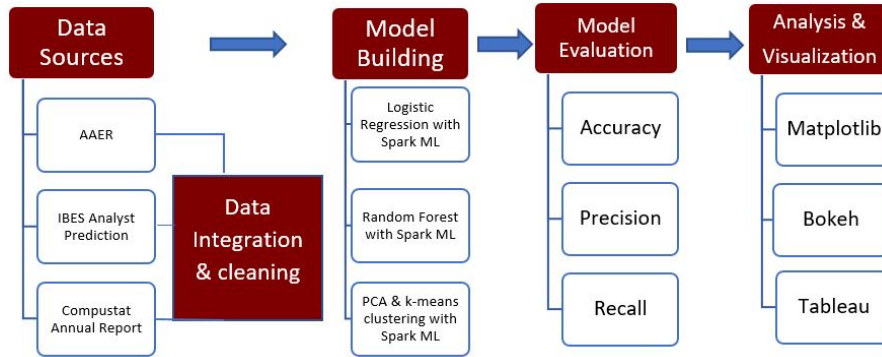 Data
Sources
AAER
IBES Analyst
Prediction
Compustat
Annual Report
Data
Integration
& cleaning
Model
Building
Logistic
Regression with
Spark ML
Random Forest
with Spark ML
PCA & k-means
clustering with
Spark ML
Model
Evaluation
Accuracy
Precision
Recall
Analysis &
Visualization
Matplotlib
Bokeh
Tableau